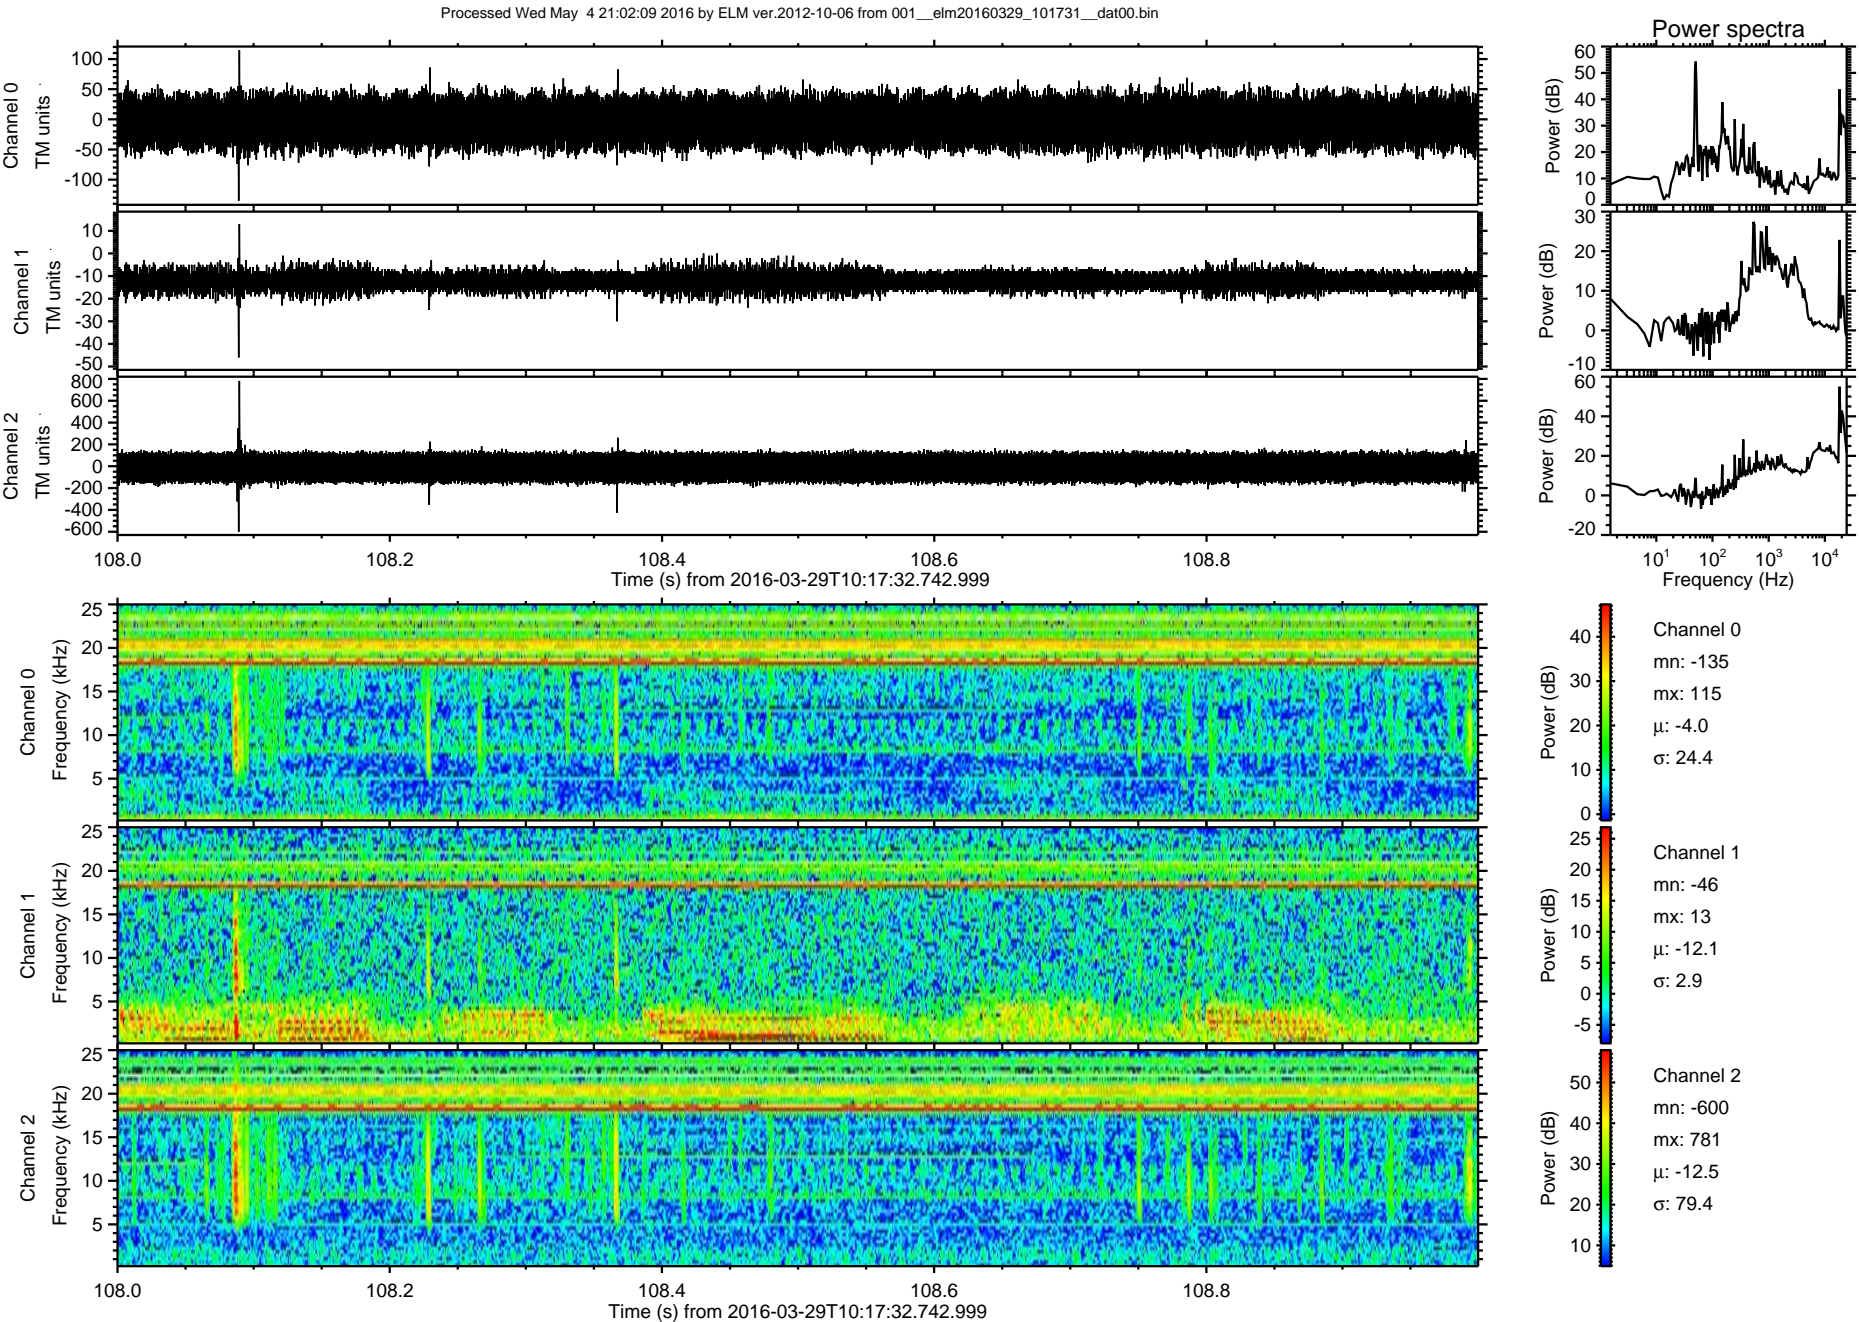 Processed Wed May  4 21:02:09 2016 by ELM ver.2012-10-06 from 001__elm20160329_101731__dat00.bin
Power spectra
Channel 0
TM units
100
50
0
-50
-100
Power (dB)
60
50
40
30
20
10
0
Channel 1
TM units
10
0
-10
-20
-30
-40
-50
Power (dB)
30
20
10
0
-10
Channel 2
TM units
800
600
400
200
0
-200
-400
-600
Power (dB)
60
40
20
0
-20
108.0 108.2 108.4 108.6 108.8
Time (s) from 2016-03-29T10:17:32.742.999
10¹ 10² 10³ 10⁴
Frequency (Hz)
Channel 0
Frequency (kHz)
25
20
15
10
5
Power (dB)
40
30
20
10
0
Channel 0
mn: -135
mx: 115
μ: -4.0
σ: 24.4
Channel 1
Frequency (kHz)
25
20
15
10
5
Power (dB)
25
20
15
10
5
0
-5
Channel 1
mn: -46
mx: 13
μ: -12.1
σ: 2.9
Channel 2
Frequency (kHz)
25
20
15
10
5
Power (dB)
50
40
30
20
10
Channel 2
mn: -600
mx: 781
μ: -12.5
σ: 79.4
108.0 108.2 108.4 108.6 108.8
Time (s) from 2016-03-29T10:17:32.742.999